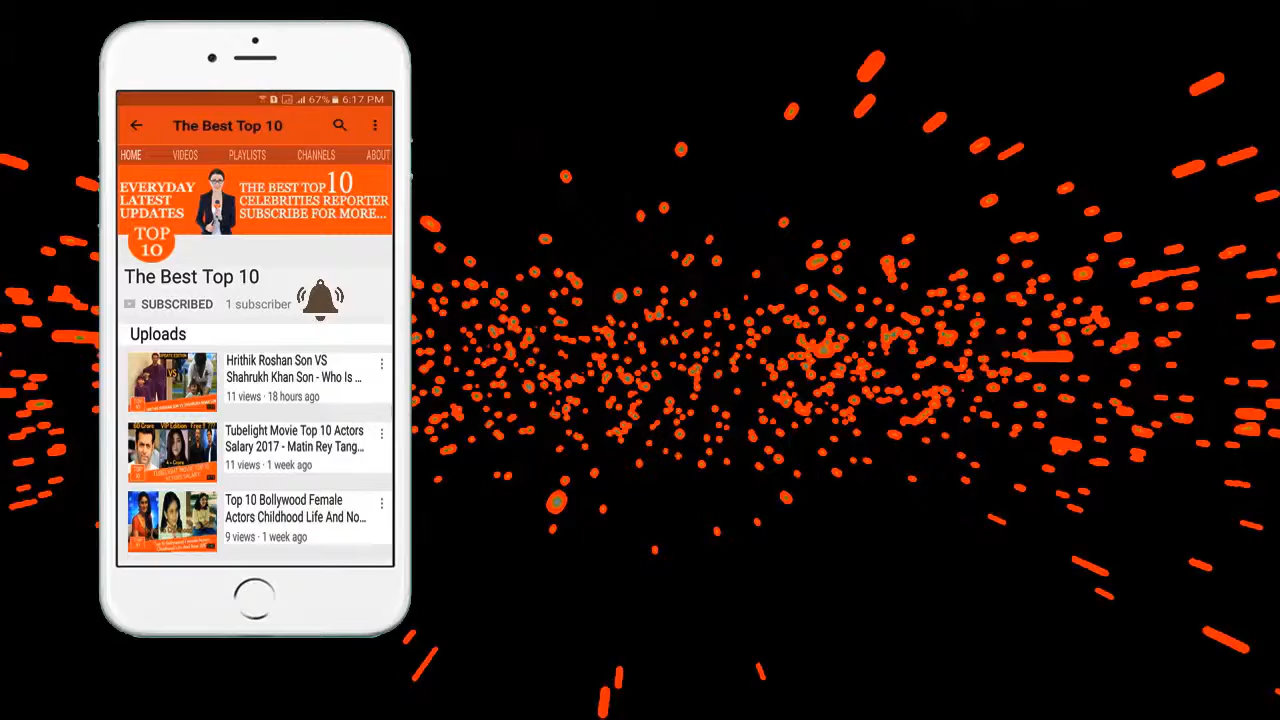 67% 6.17 PM
The Best Top 10
HOME VIDEOS PLAYLISTS CHANNELS ABOUT
EVERYDAY
LATEST
UPDATES
THE BEST TOP 10
CELEBRITIES REPORTER
SUBSCRIBE FOR MORE...
TOP
10
The Best Top 10
SUBSCRIBED 1 subscriber
Uploads
Hrithik Roshan Son VS
Shahrukh Khan Son - Who Is ...
11 views · 18 hours ago
Tubelight Movie Top 10 Actors
Salary 2017 - Matin Rey Tang...
11 views · 1 week ago
Top 10 Bollywood Female
Actors Childhood Life And No...
9 views · 1 week ago